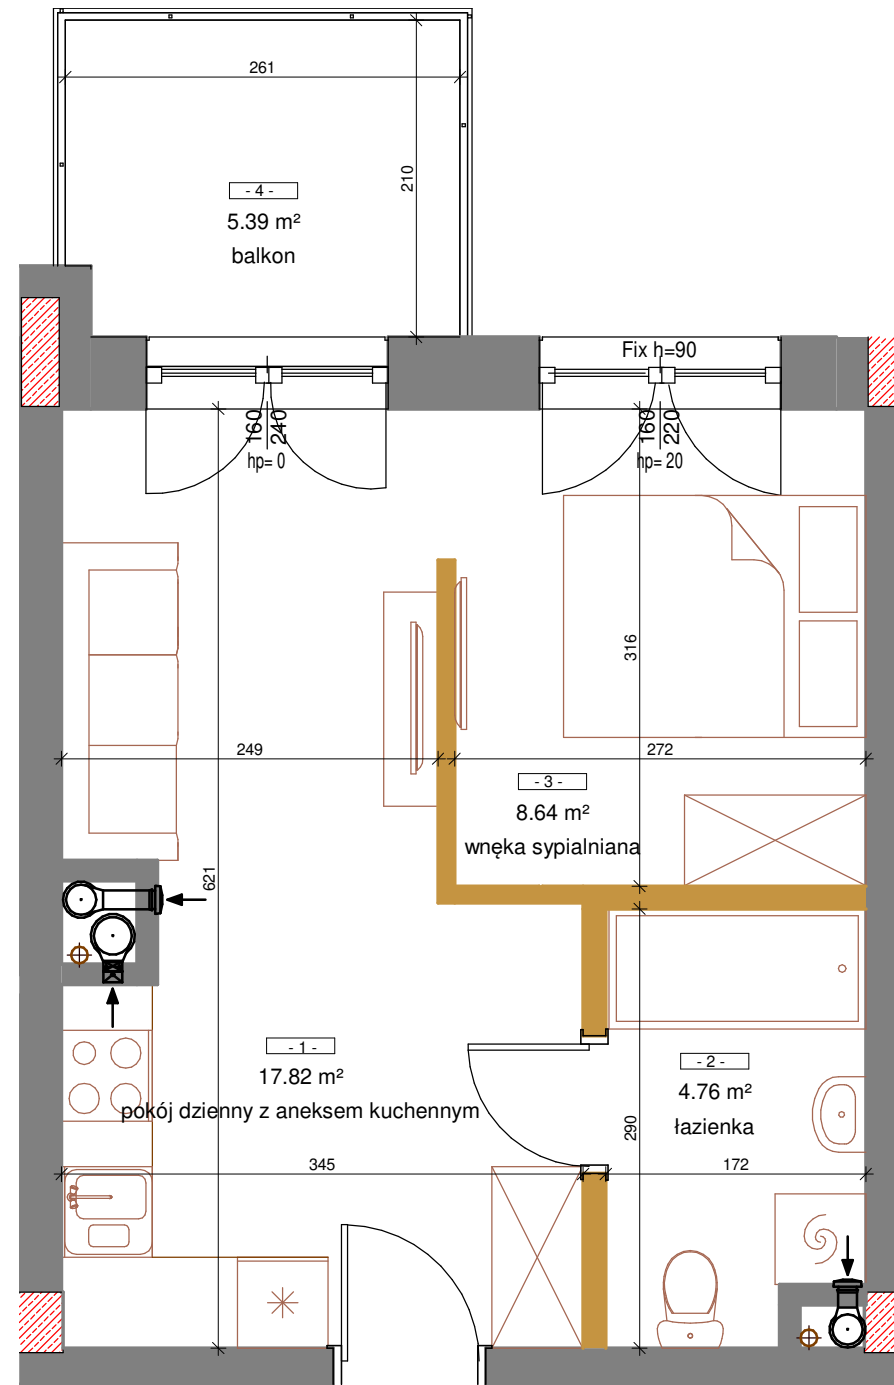 261
210
- 4 -
5.39 m²
balkon
Fix h=90
160
240
hp= 0
160
220
hp= 20
316
249
272
- 3 -
8.64 m²
wnęka sypialniana
621
- 1 -
17.82 m²
pokój dzienny z aneksem kuchennym
- 2 -
4.76 m²
łazienka
290
345
172